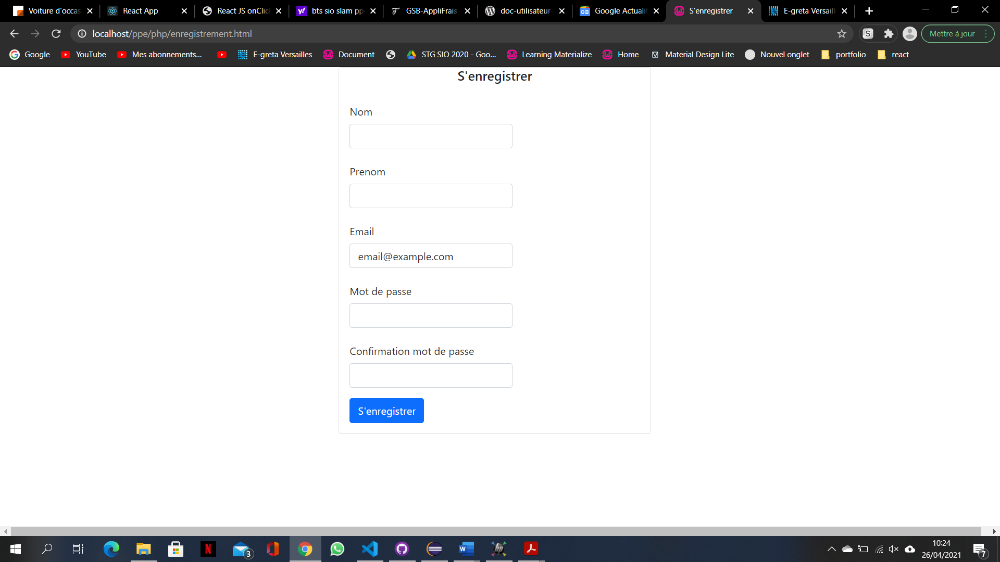 Voiture d'occas
React App
React JS onClic
bts sio slam pp
GSB-AppliFrais
doc-utilisateur-
Google Actualit
S'enregistrer
E-greta Versaill
localhost/ppe/php/enregistrement.html
S
Mettre à jour
Google
YouTube
Mes abonnements...
E-greta Versailles
Document
STG SIO 2020 - Goo...
Learning Materialize
Home
Material Design Lite
Nouvel onglet
portfolio
react
S'enregistrer
Nom
Prenom
Email
email@example.com
Mot de passe
Confirmation mot de passe
S'enregistrer
3
10:24
26/04/2021
7